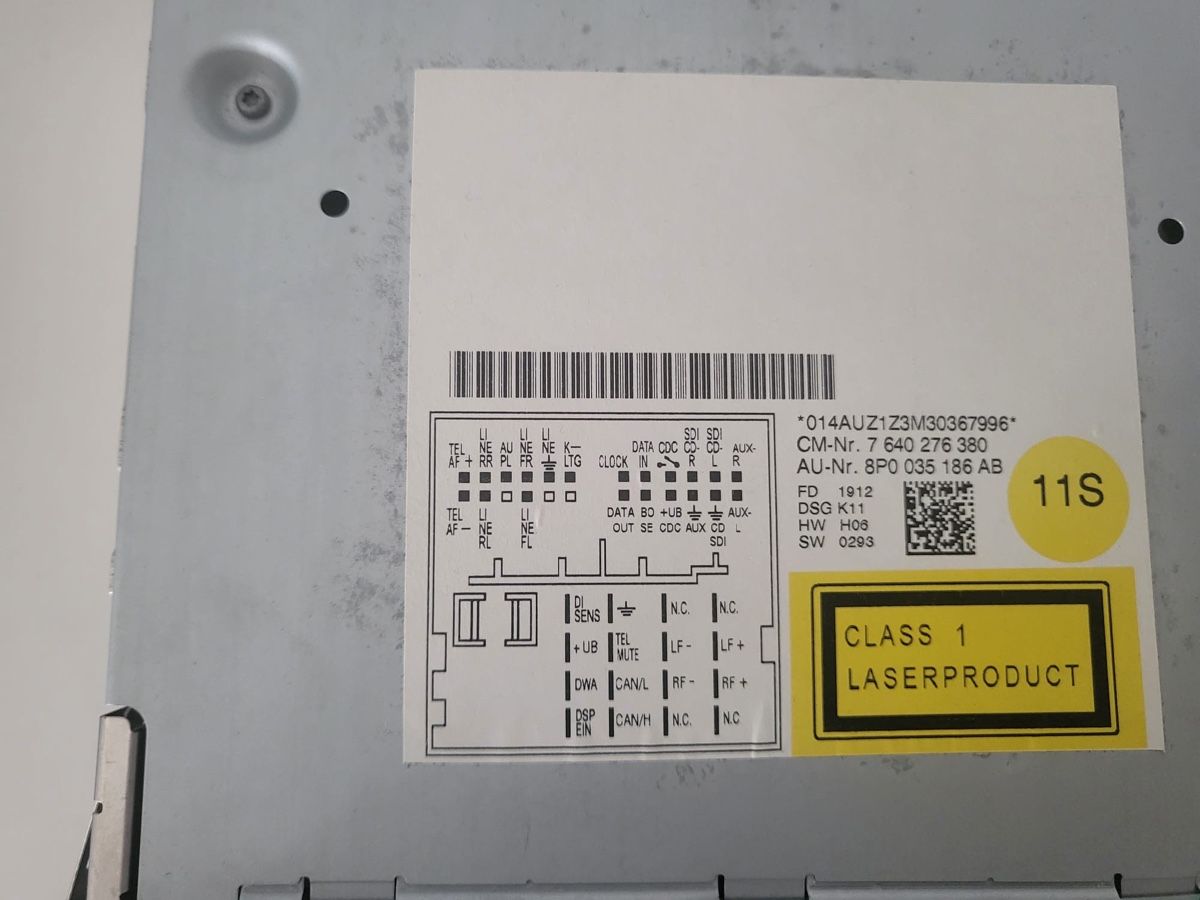 *014AUZ1Z3M30367996*
CM-Nr. 7 640 276 380
AU-Nr. 8P0 035 186 AB
FD 1912
DSG K11
HW H06
SW 0293
11S
TEL AF+ LI NE RR AU PL LI NE FR LI NE K- LTG
TEL AF- LI NE RL LI NE FL
CLOCK DATA IN CDC SDI CD- R SDI CD- L AUX- R
DATA OUT BO SE +UB CDC AUX CD SDI AUX- L
DI SENS N.C. N.C.
+UB TEL MUTE LF- LF+
DWA CAN/L RF- RF+
DSP EIN CAN/H N.C. N.C
CLASS 1
LASERPRODUCT